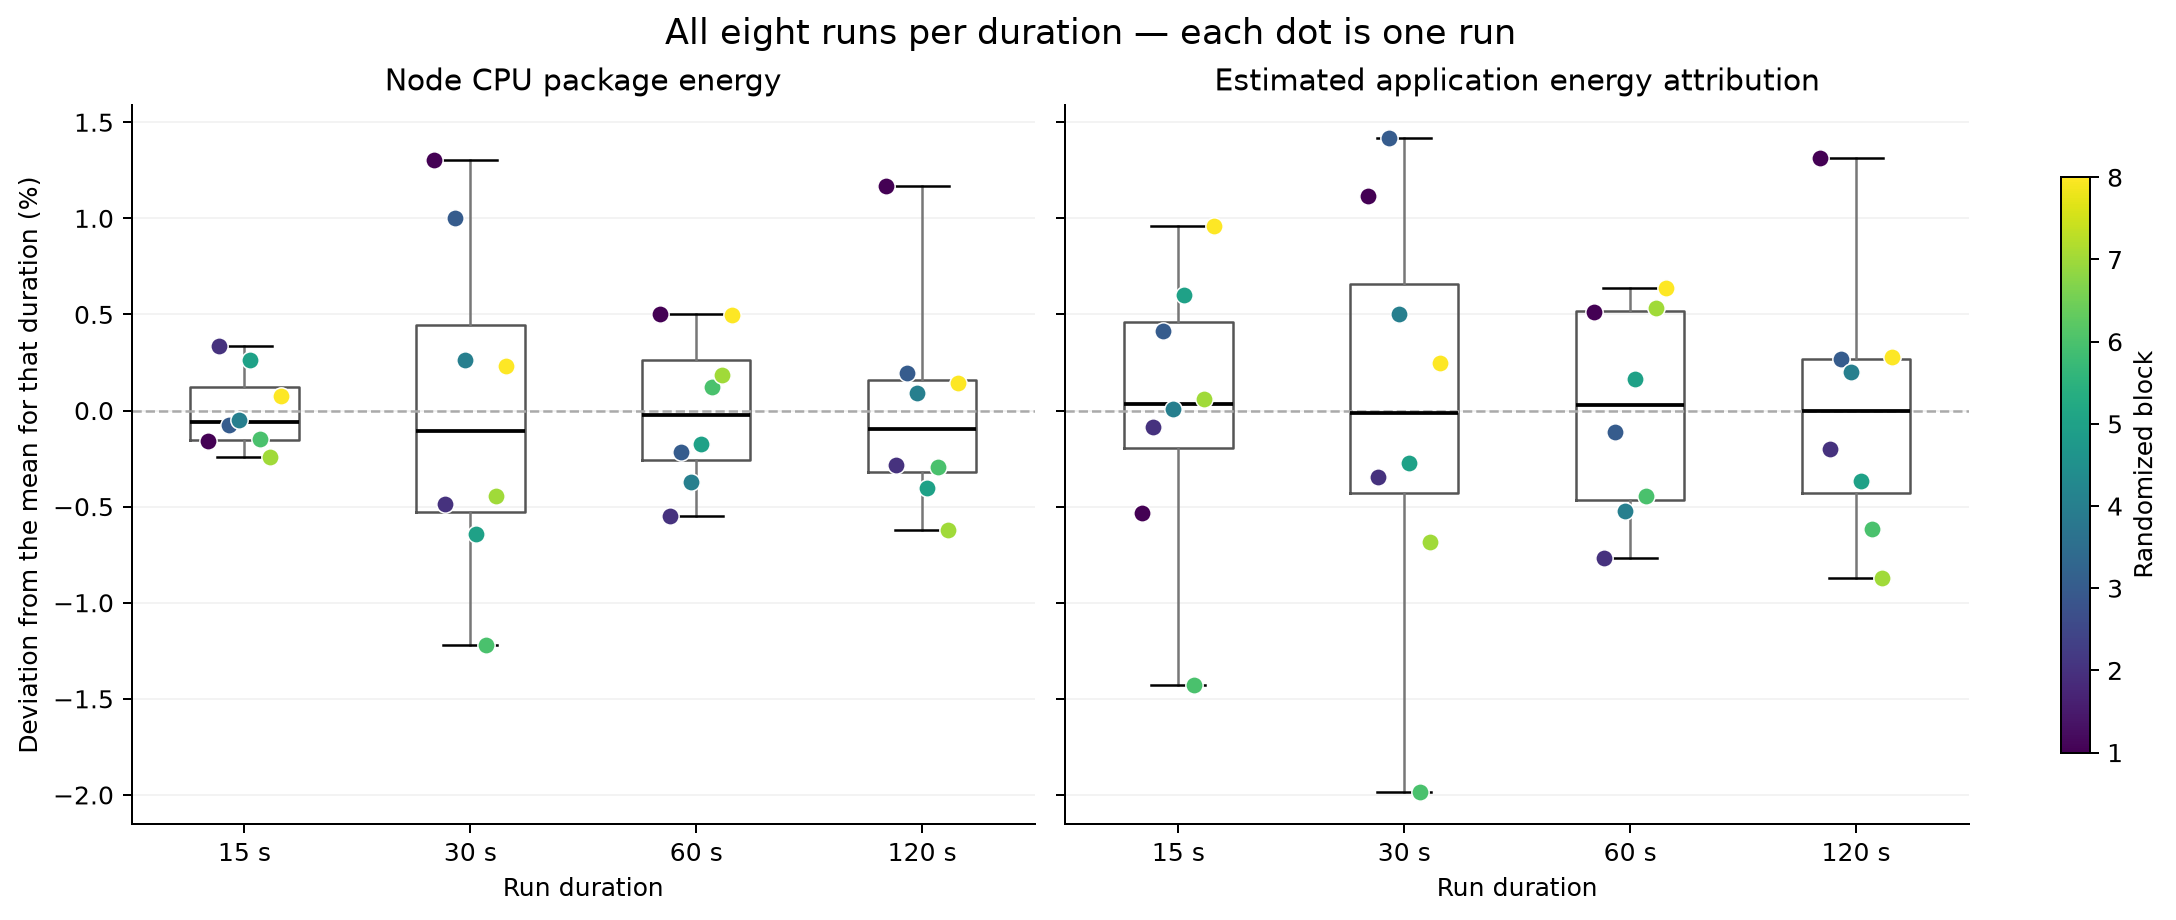 All eight runs per duration — each dot is one run
Node CPU package energy
Estimated application energy attribution
Deviation from the mean for that duration (%)
1.5
1.0
0.5
0.0
−0.5
−1.0
−1.5
−2.0
15 s
30 s
60 s
120 s
Run duration
15 s
30 s
60 s
120 s
Run duration
8
7
6
5
4
3
2
1
Randomized block